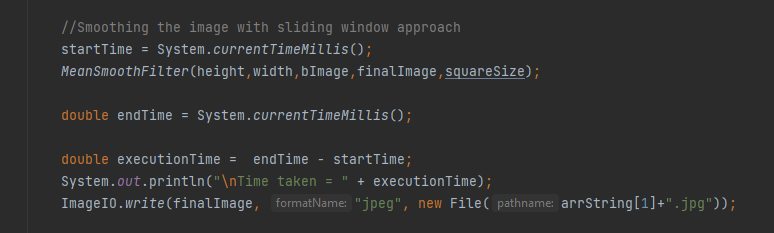 //Smoothing the image with sliding window approach
startTime = System.currentTimeMillis();
MeanSmoothFilter(height,width,bImage,finalImage,squareSize);
double endTime = System.currentTimeMillis();
double executionTime =  endTime - startTime;
System.out.println("\nTime taken = " + executionTime);
ImageIO.write(finalImage, formatName: "jpeg", new File( pathname: arrString[1]+".jpg"));